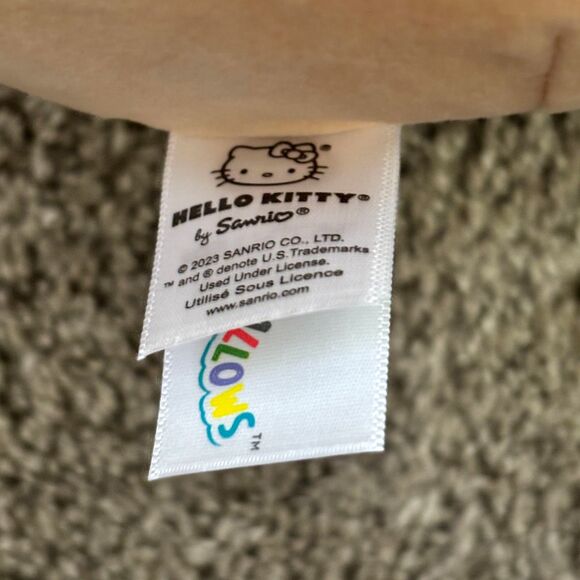 HELLO KITTY®
by Sanrio®
© 2023 SANRIO CO., LTD.
™ and ® denote U.S. Trademarks
Used Under License.
Utilisé Sous Licence
www.sanrio.com
LLOWS™